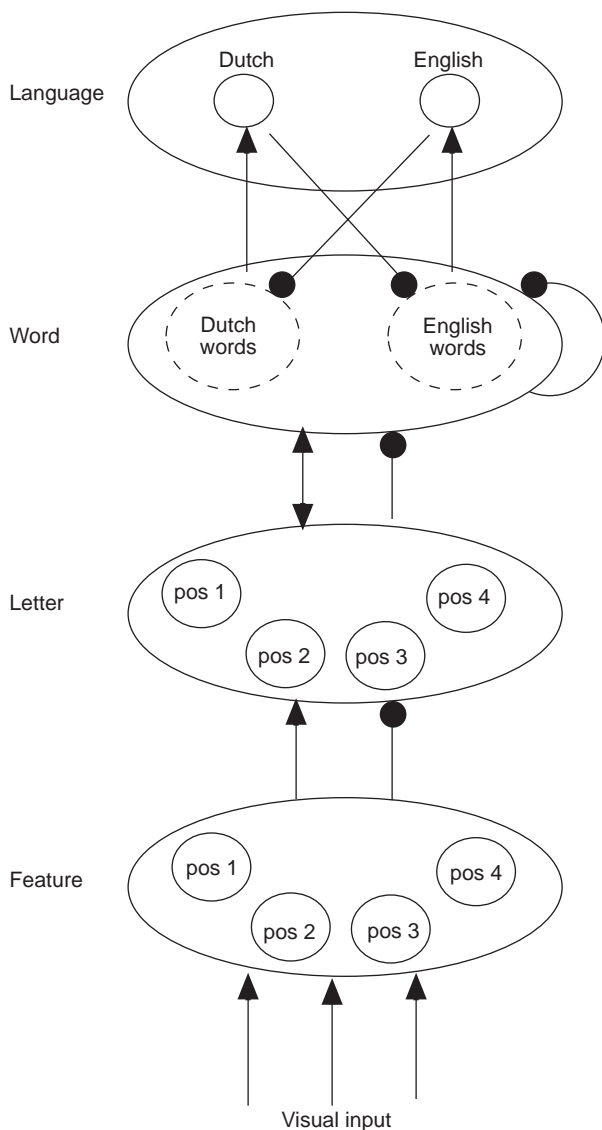 Dutch English
Language
Word
Dutch
words
English
words
Letter
pos 1
pos 4
pos 2
pos 3
Feature
pos 1
pos 4
pos 2
pos 3
Visual input